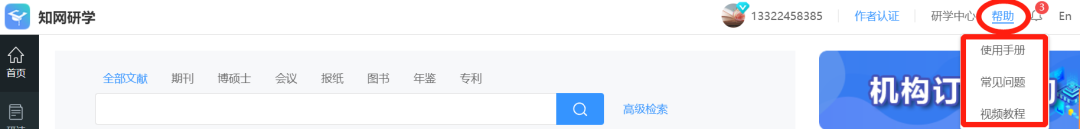 知网研学
13322458385 作者认证 研学中心 帮助 3 En
首页
全部文献 期刊 博硕士 会议 报纸 图书 年鉴 专利
高级检索
机构订
使用手册
常见问题
视频教程